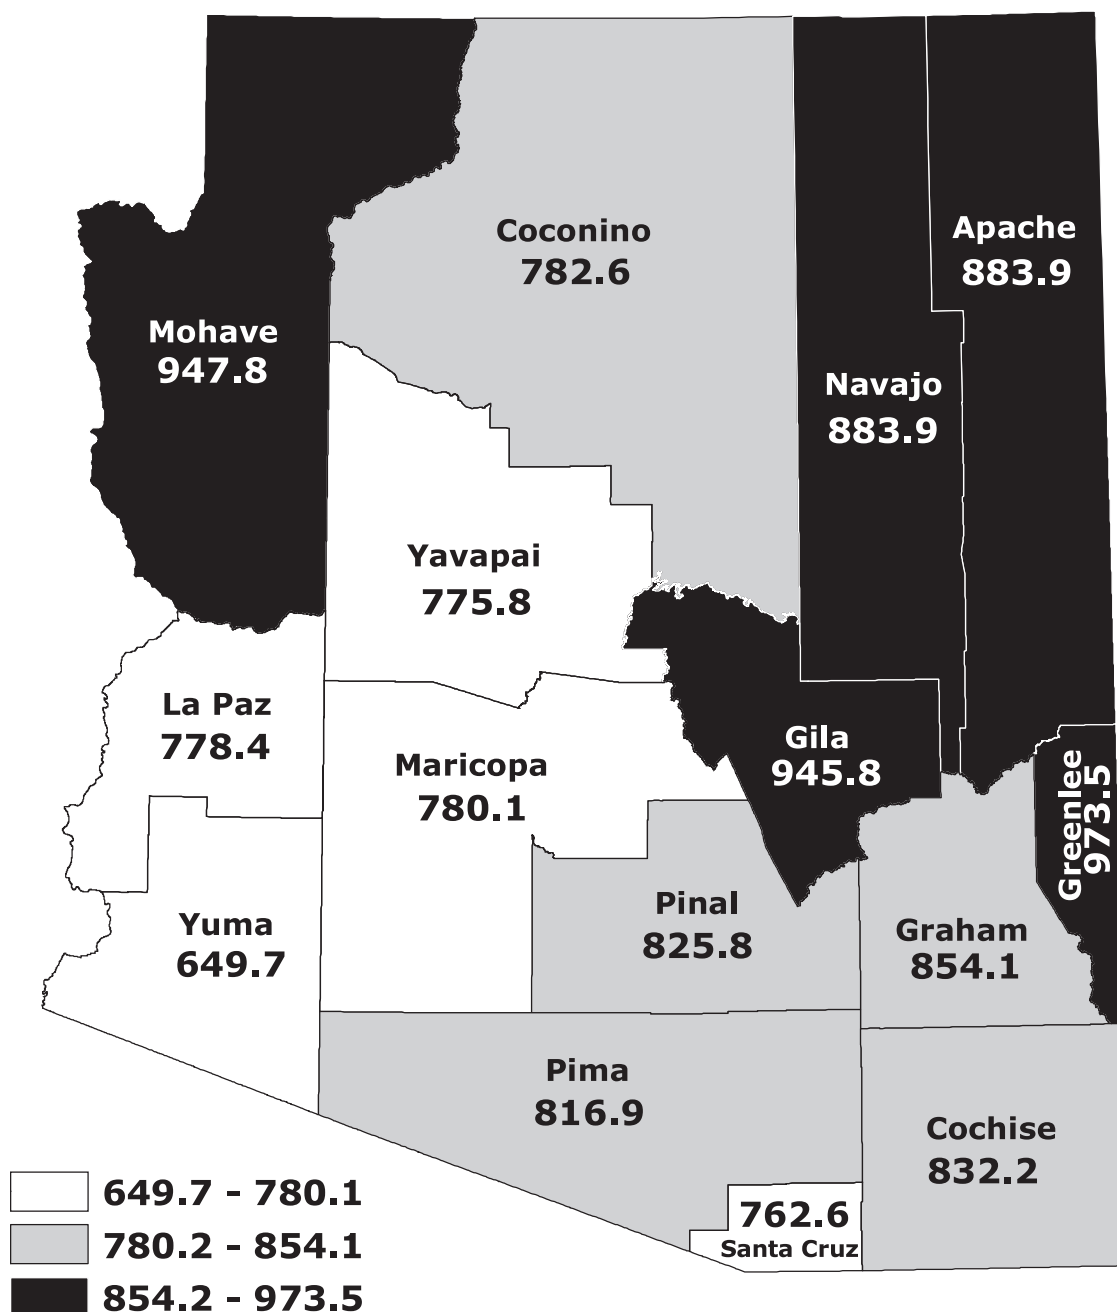 Coconino
782.6
Apache
883.9
Mohave
947.8
Navajo
883.9
Yavapai
775.8
La Paz
778.4
Maricopa
780.1
Gila
945.8
Greenlee
973.5
Yuma
649.7
Pinal
825.8
Graham
854.1
Pima
816.9
Cochise
832.2
762.6
Santa Cruz
649.7 - 780.1
780.2 - 854.1
854.2 - 973.5